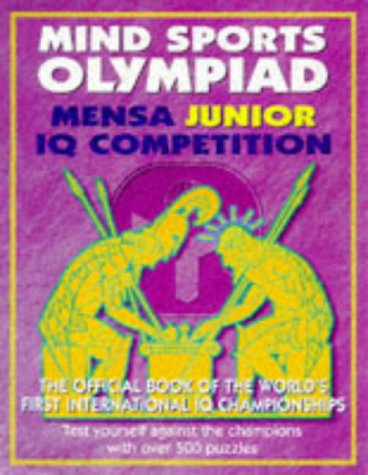 MIND SPORTS
OLYMPIAD
MENSA JUNIOR
IQ COMPETITION
THE OFFICIAL BOOK OF THE WORLD'S
FIRST INTERNATIONAL IQ CHAMPIONSHIPS
Test yourself against the champions
with over 500 puzzles